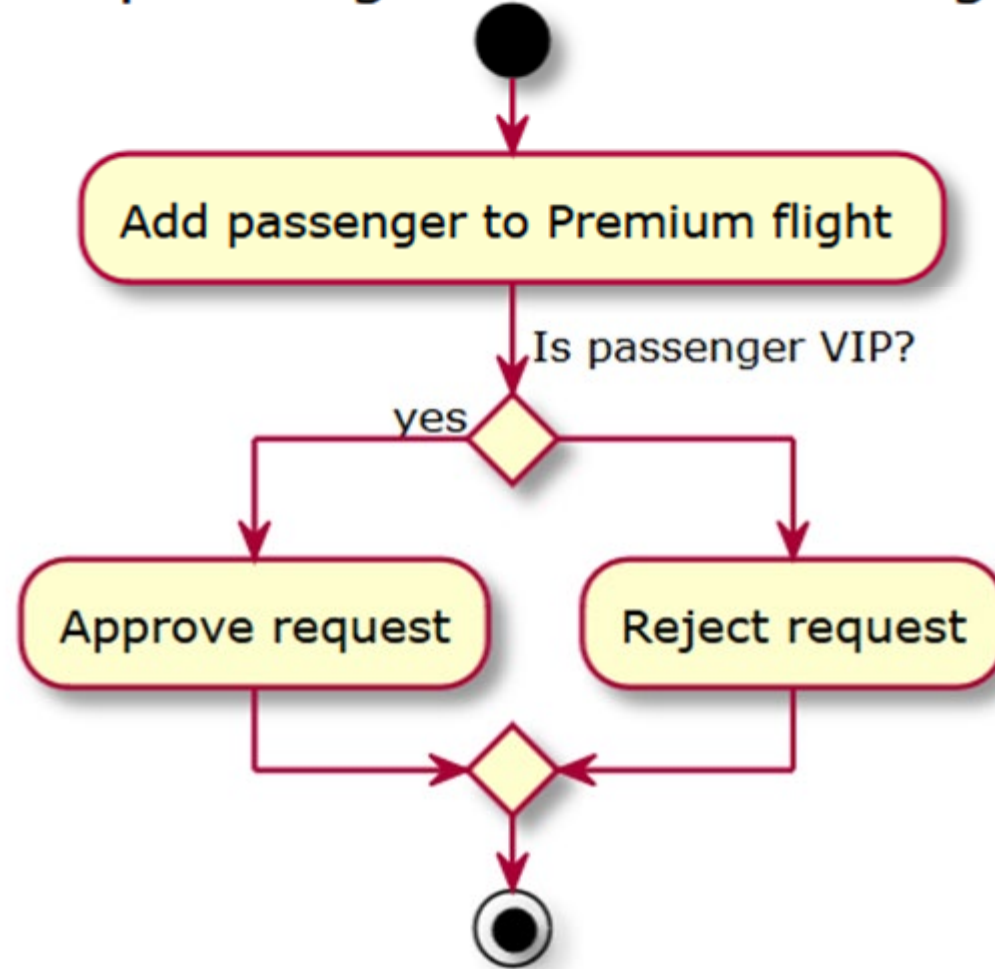 Add passenger to Premium flight
Is passenger VIP?
yes
Approve request
Reject request